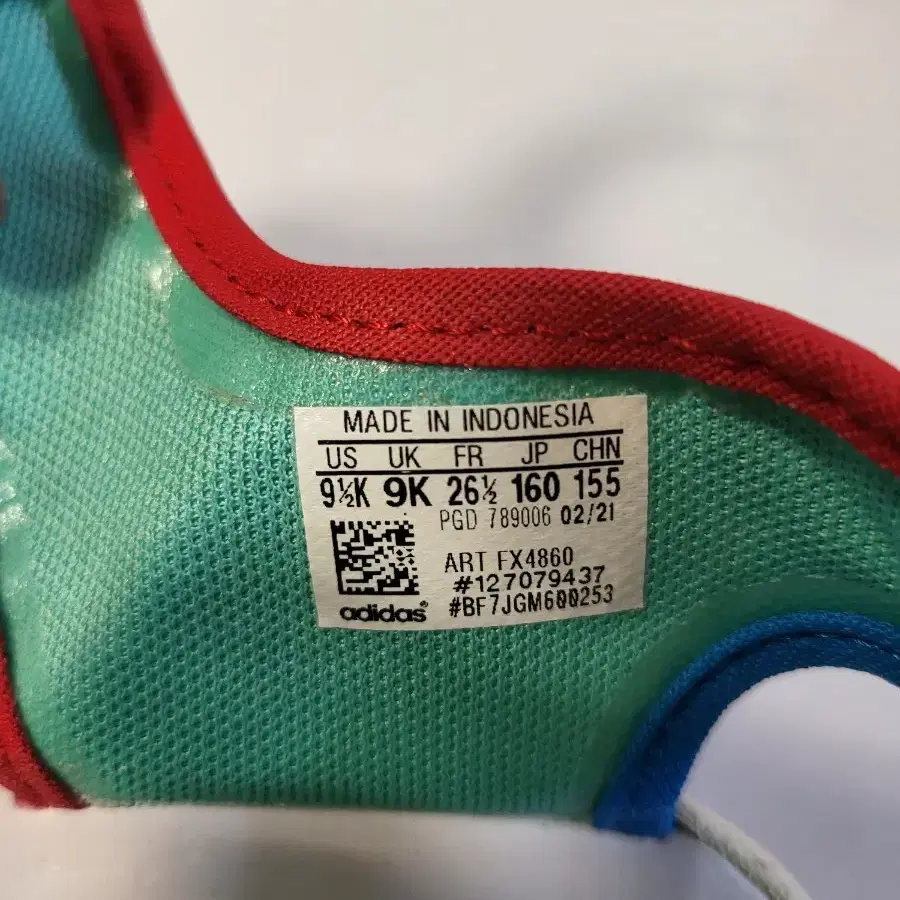 MADE IN INDONESIA
US UK FR JP CHN
9½K 9K 26½ 160 155
PGD 789006 02/21
ART FX4860
#127079437
#BF7JGM600253
adidas®